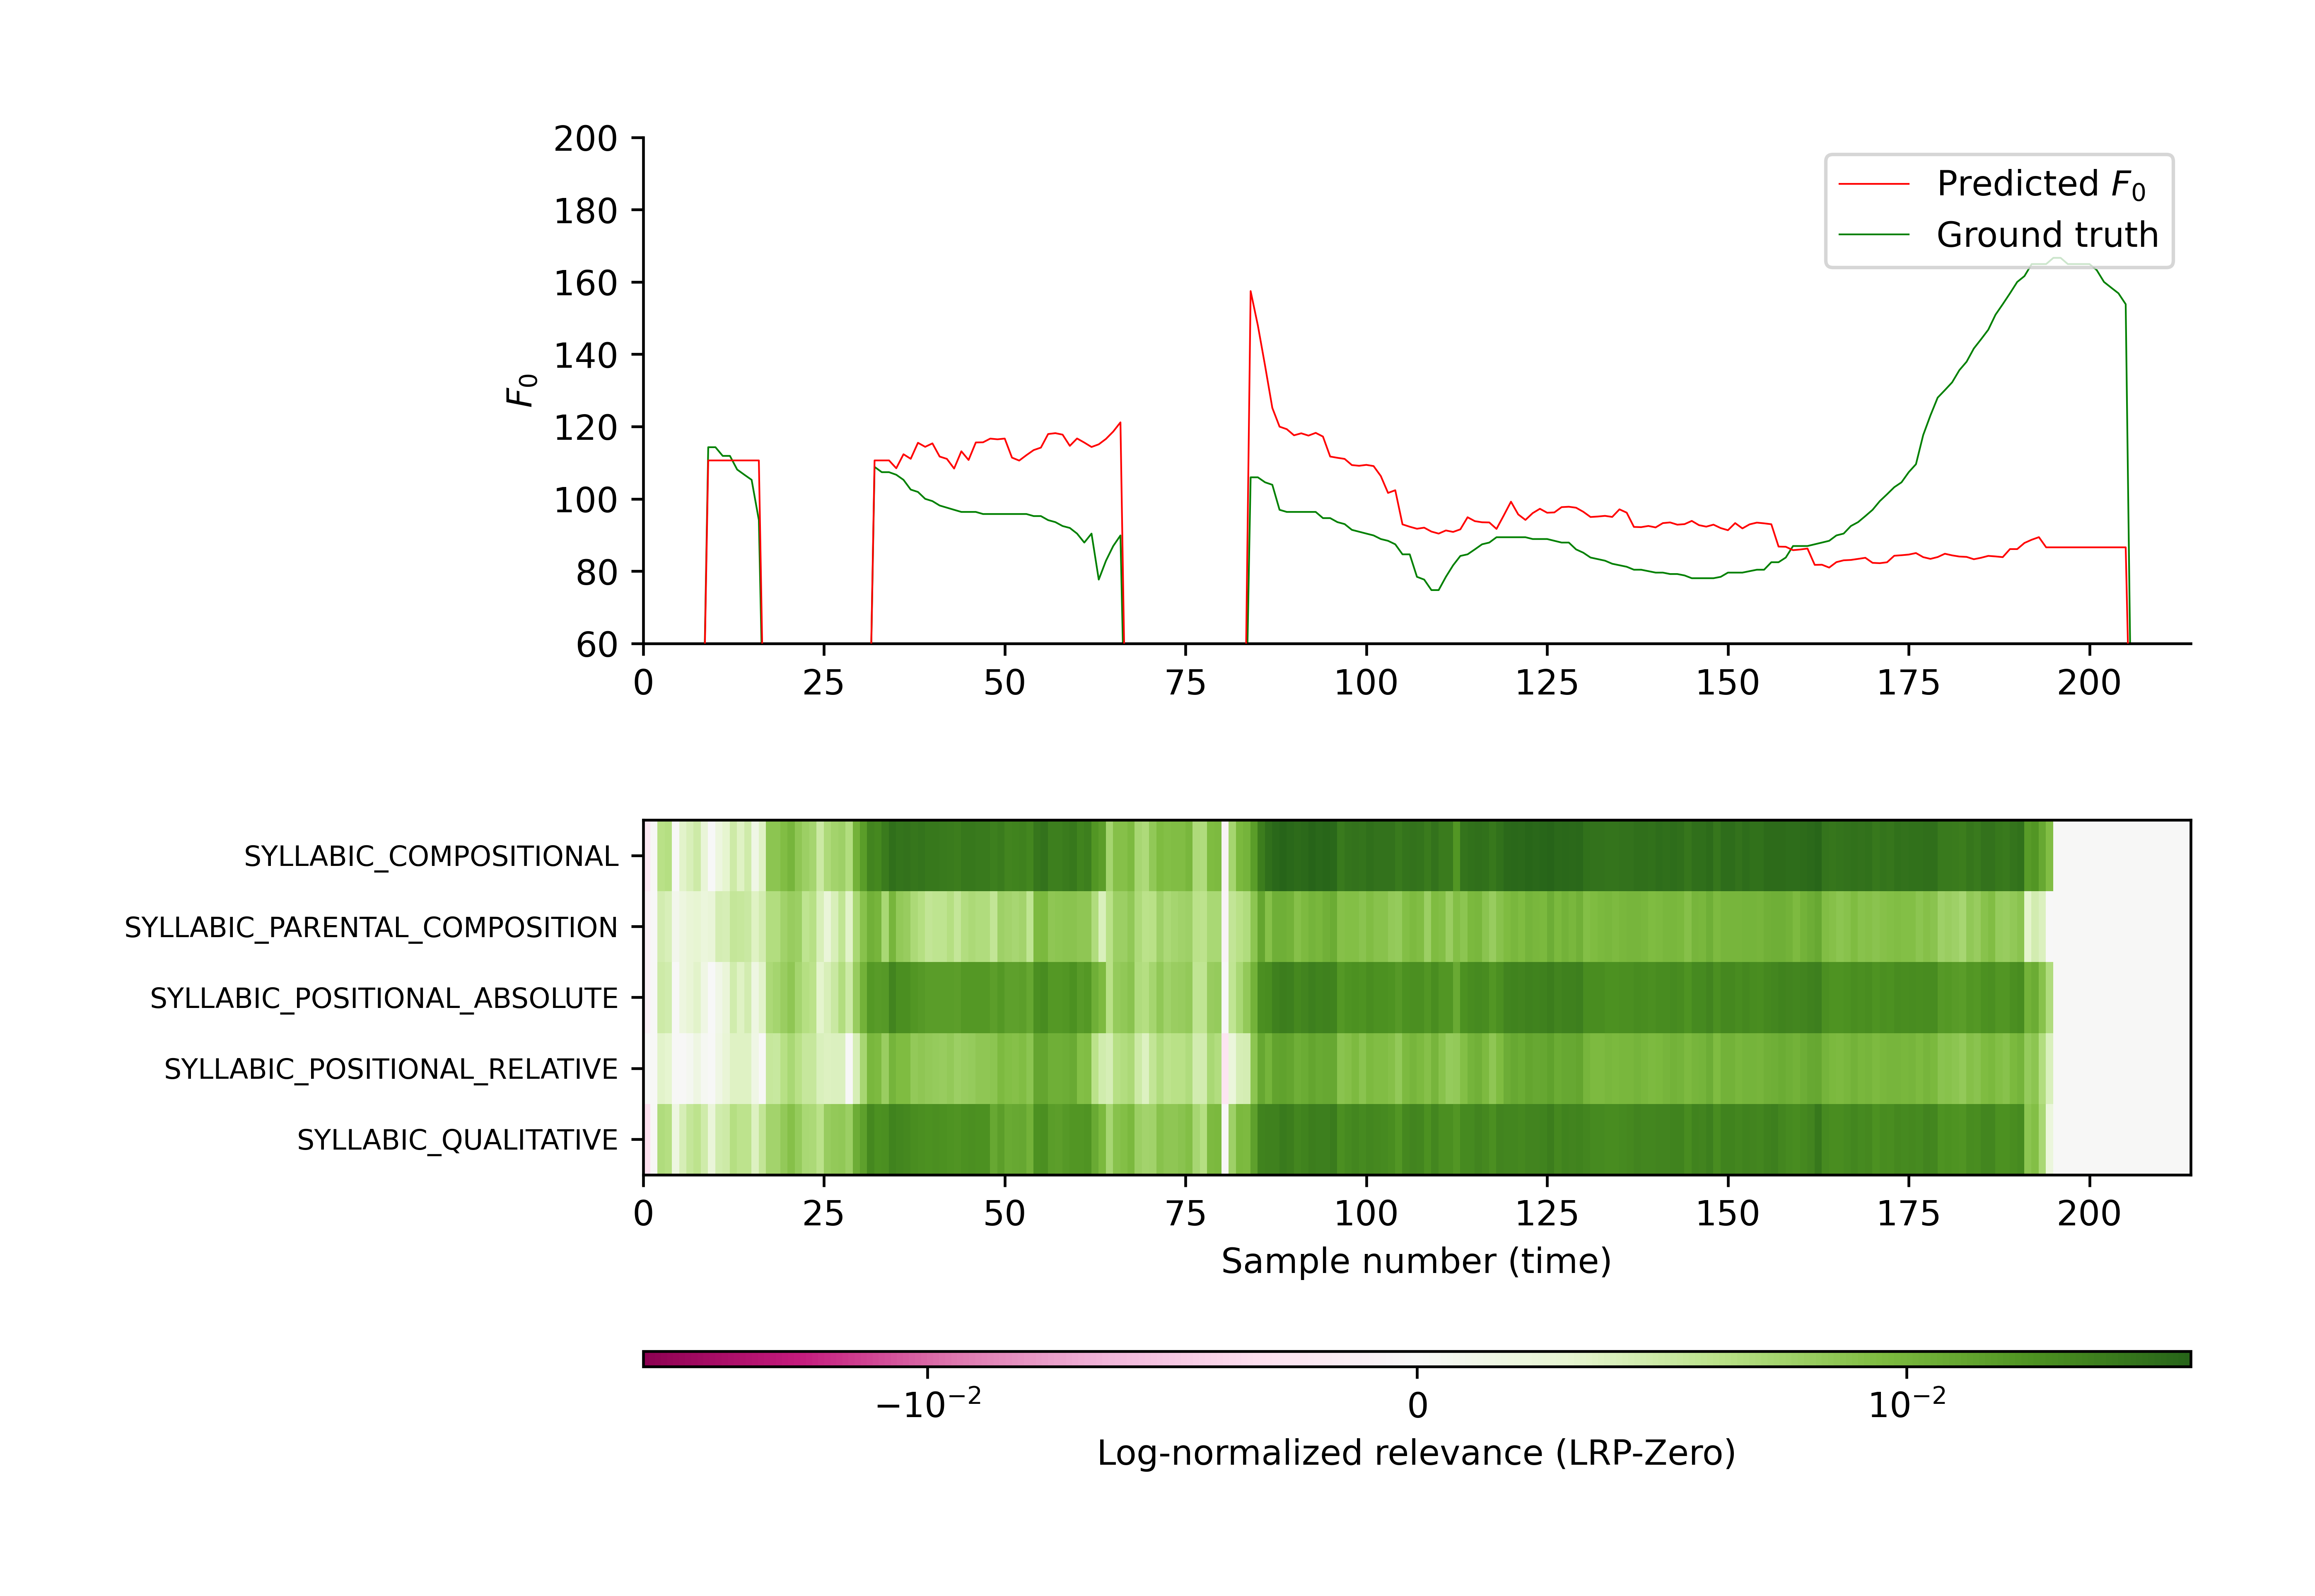 200
180
160
140
120
100
80
60
F₀
Predicted F₀
Ground truth
0 25 50 75 100 125 150 175 200
SYLLABIC_COMPOSITIONAL
SYLLABIC_PARENTAL_COMPOSITION
SYLLABIC_POSITIONAL_ABSOLUTE
SYLLABIC_POSITIONAL_RELATIVE
SYLLABIC_QUALITATIVE
0 25 50 75 100 125 150 175 200
Sample number (time)
−10⁻² 0 10⁻²
Log-normalized relevance (LRP-Zero)